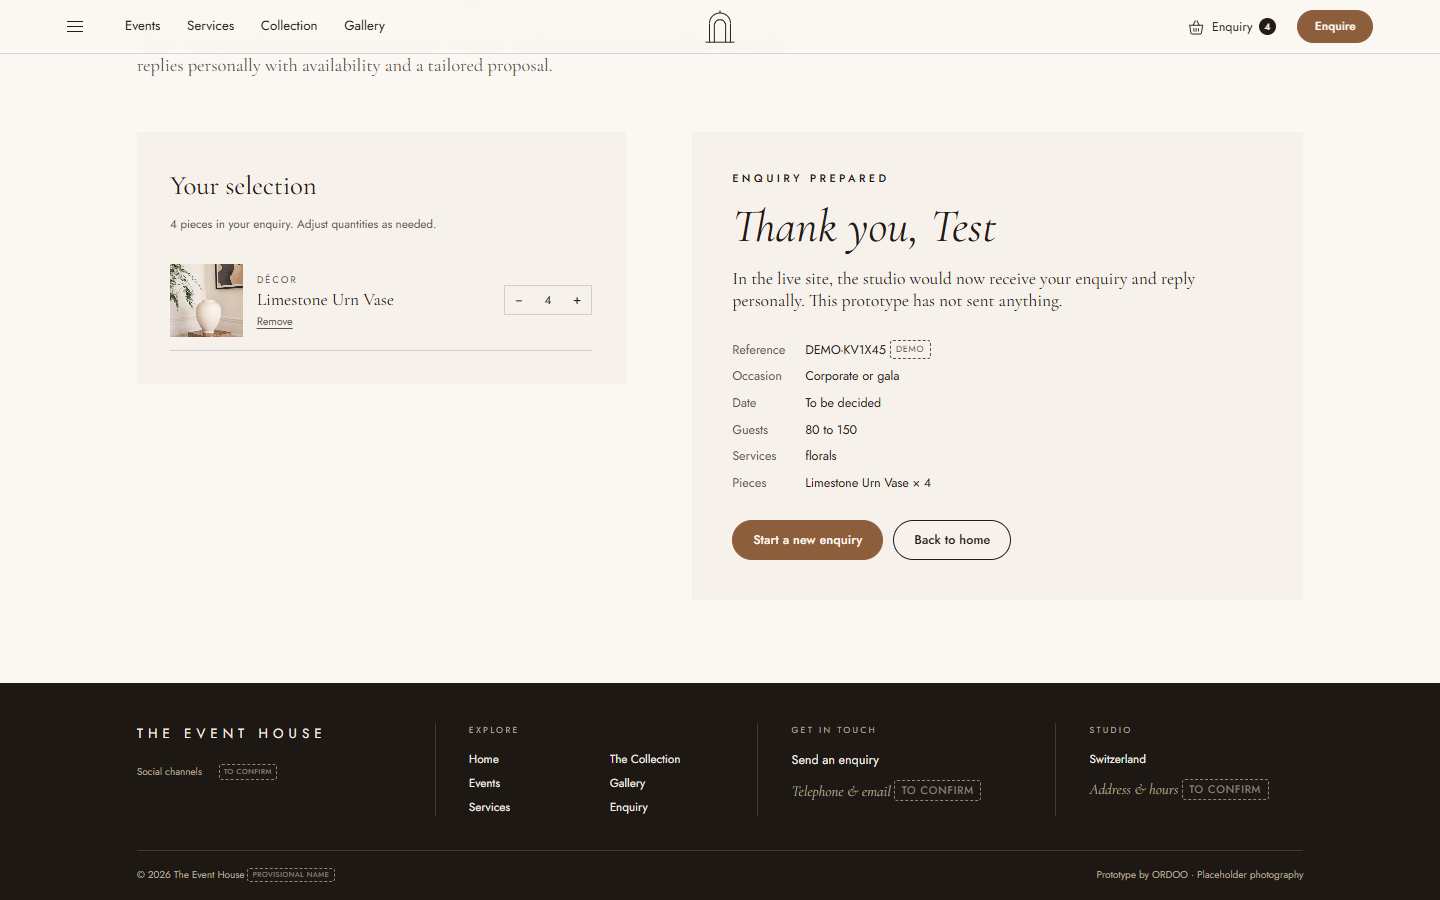 Events Services Collection Gallery
Enquiry 4 Enquire
replies personally with availability and a tailored proposal.
Your selection
4 pieces in your enquiry. Adjust quantities as needed.
DÉCOR
Limestone Urn Vase
Remove
− 4 +
ENQUIRY PREPARED
Thank you, Test
In the live site, the studio would now receive your enquiry and reply
personally. This prototype has not sent anything.
Reference DEMO-KV1X45 DEMO
Occasion Corporate or gala
Date To be decided
Guests 80 to 150
Services florals
Pieces Limestone Urn Vase × 4
Start a new enquiry Back to home
THE EVENT HOUSE
Social channels TO CONFIRM
EXPLORE
Home The Collection
Events Gallery
Services Enquiry
GET IN TOUCH
Send an enquiry
Telephone & email TO CONFIRM
STUDIO
Switzerland
Address & hours TO CONFIRM
© 2026 The Event House PROVISIONAL NAME
Prototype by ORDOO · Placeholder photography